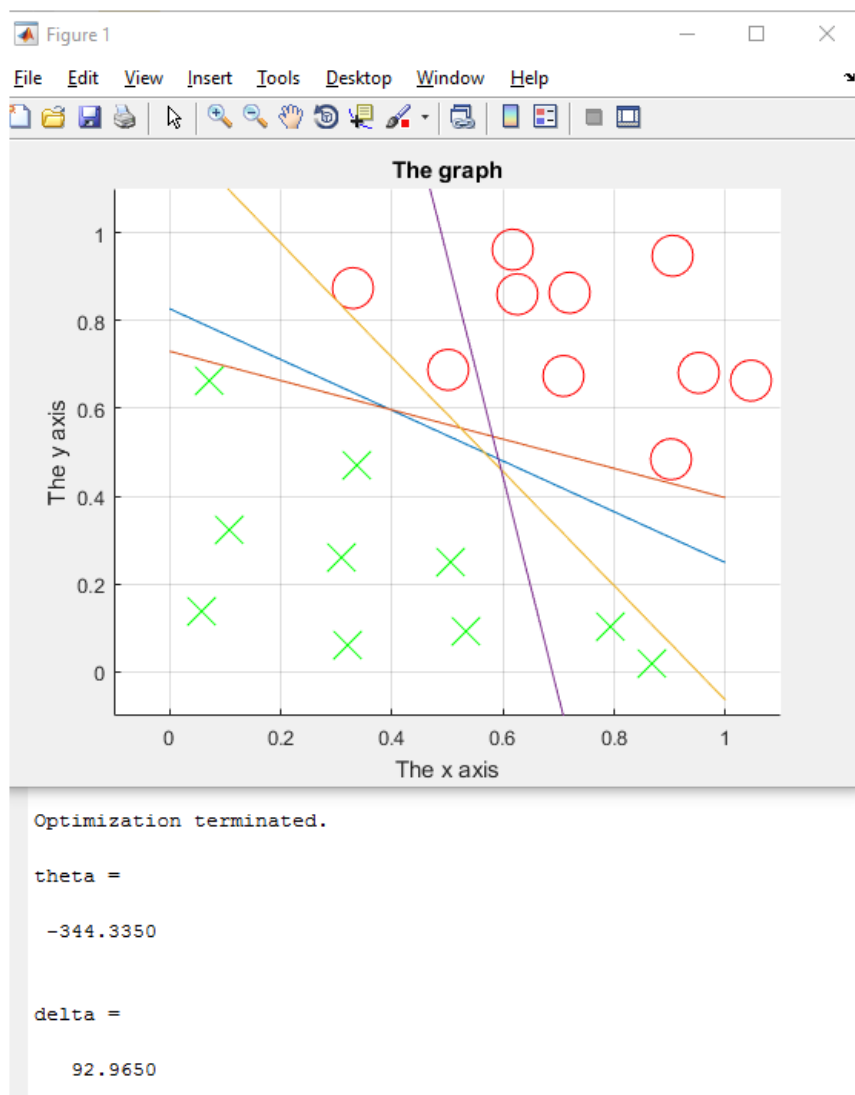 Figure 1
File Edit View Insert Tools Desktop Window Help
The graph
1
0.8
0.6
0.4
0.2
0
The y axis
0 0.2 0.4 0.6 0.8 1
The x axis
Optimization terminated.
theta =
-344.3350
delta =
92.9650